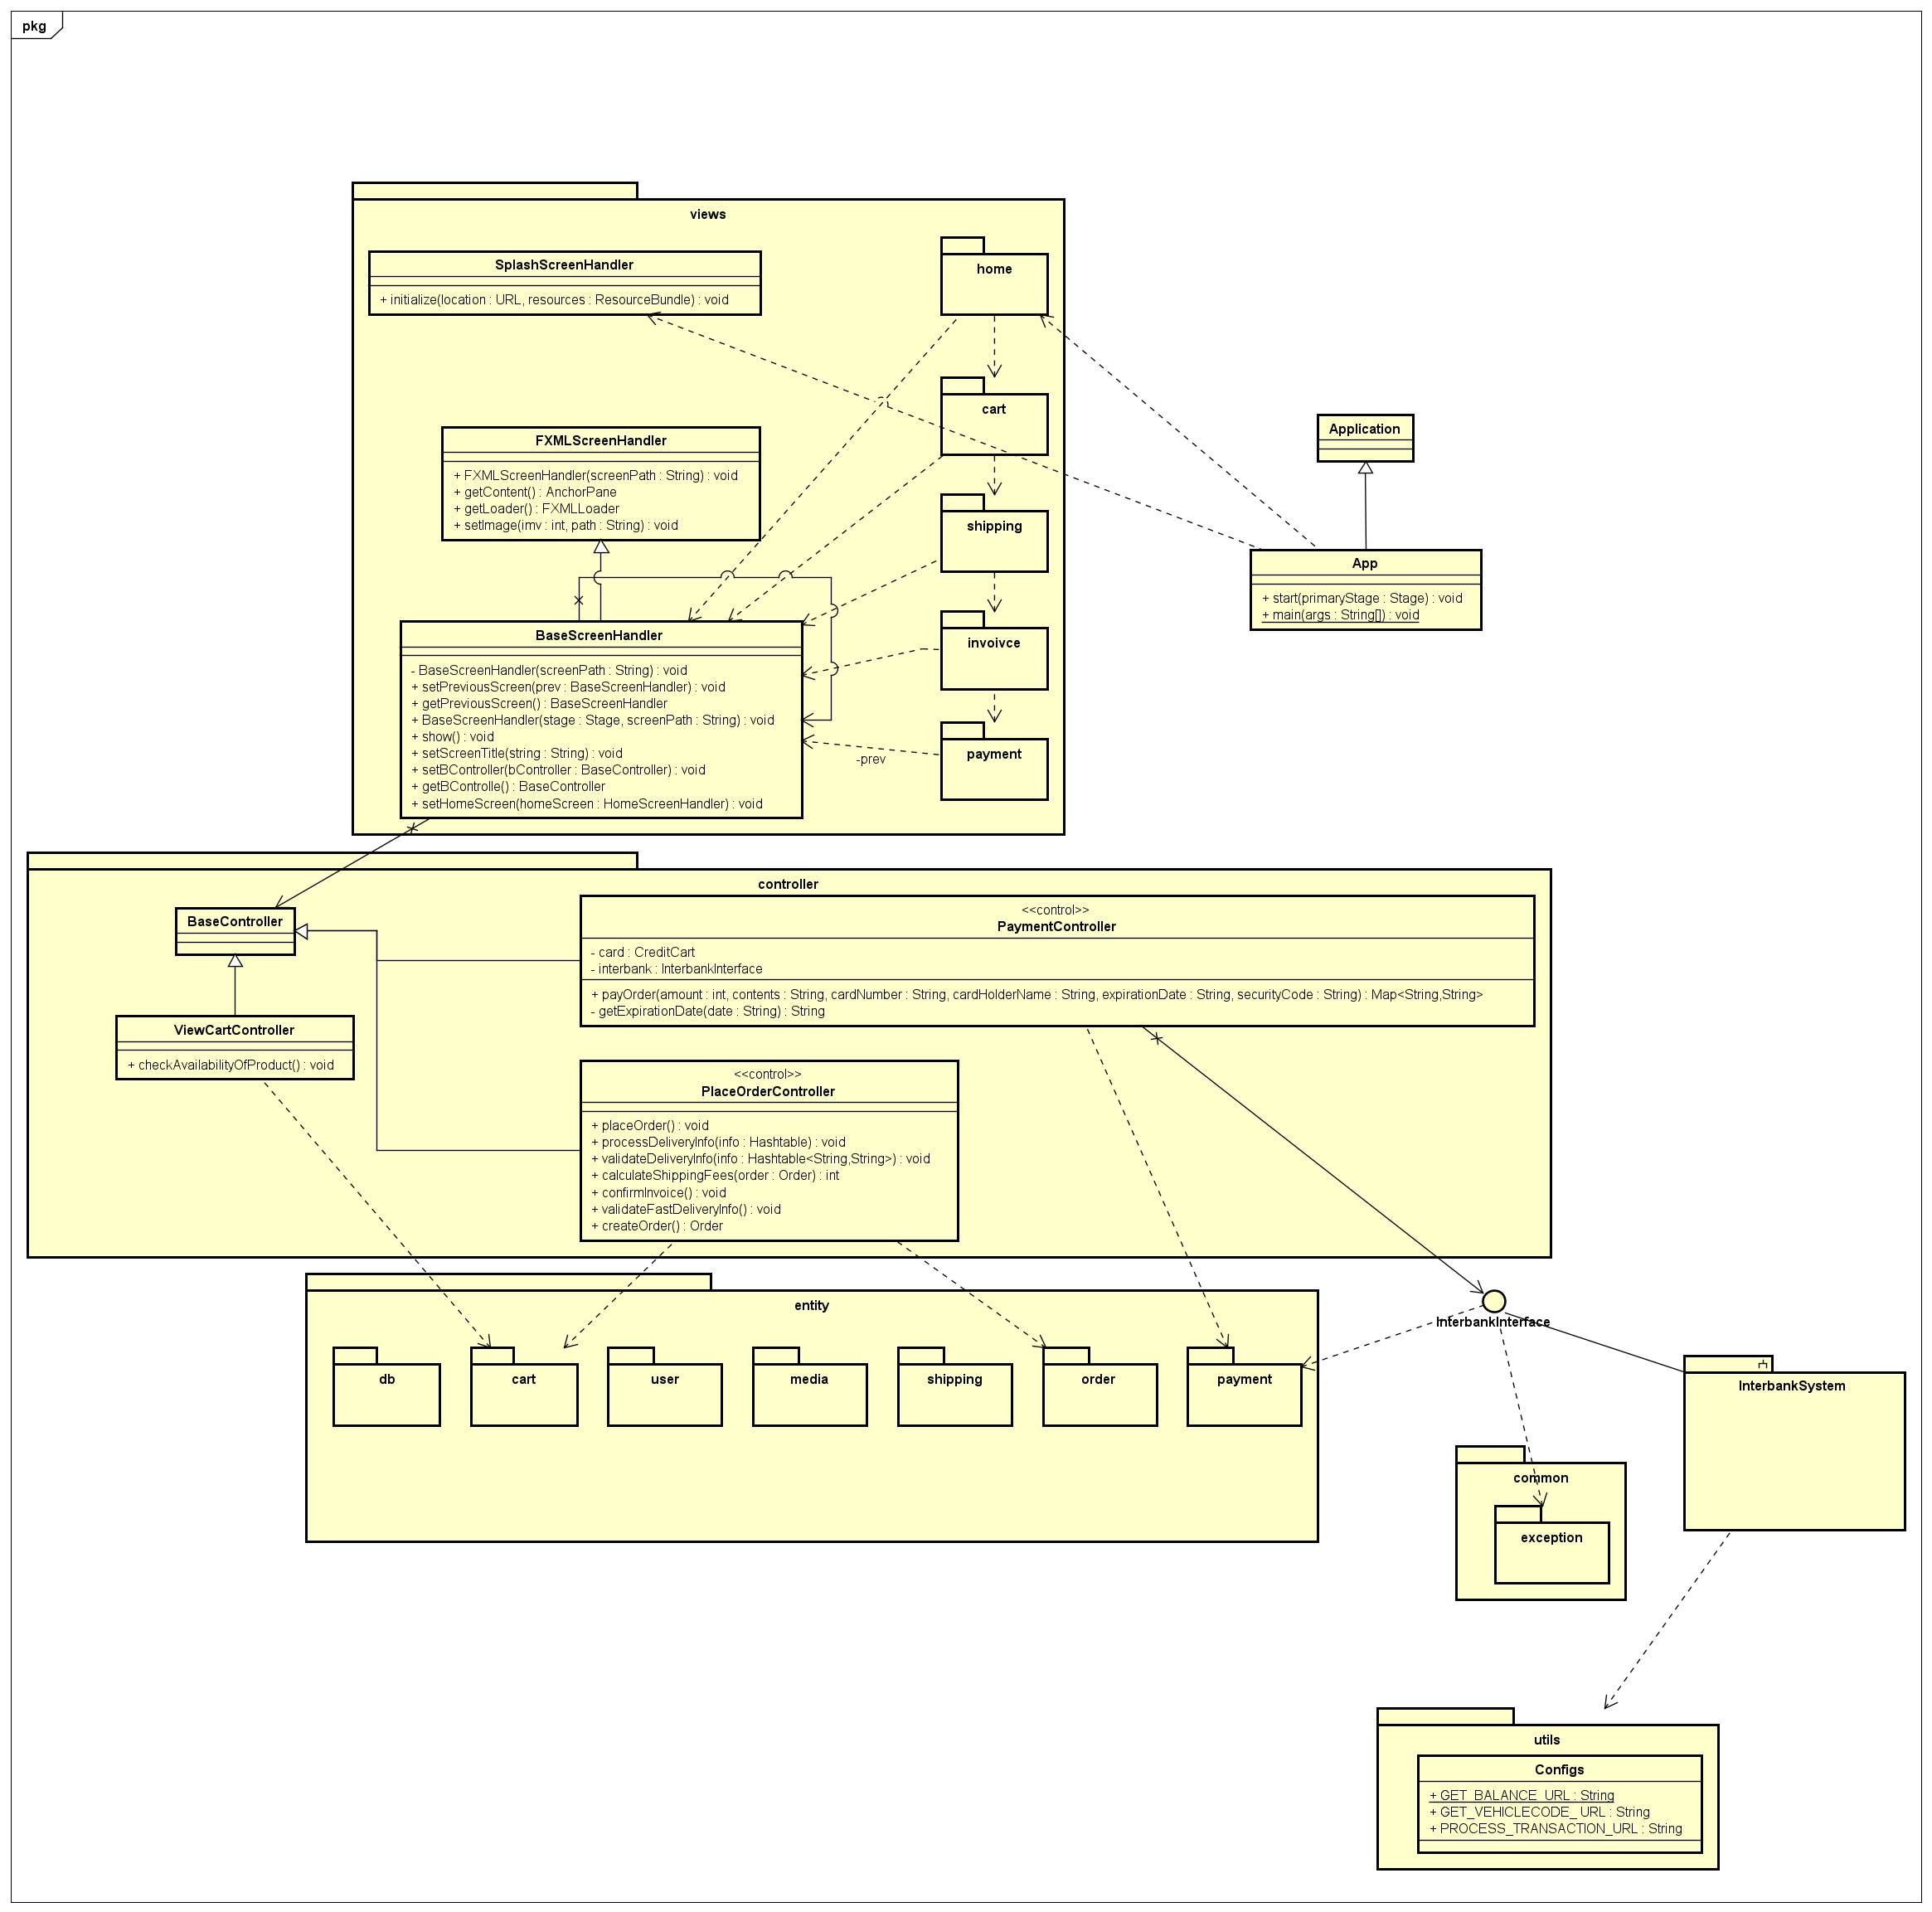 pkg
views
SplashScreenHandler
+ initialize(location : URL, resources : ResourceBundle) : void
home
cart
FXMLScreenHandler
+ FXMLScreenHandler(screenPath : String) : void
+ getContent() : AnchorPane
+ getLoader() : FXMLLoader
+ setImage(imv : int, path : String) : void
shipping
Application
App
+ start(primaryStage : Stage) : void
+ main(args : String[]) : void
BaseScreenHandler
- BaseScreenHandler(screenPath : String) : void
+ setPreviousScreen(prev : BaseScreenHandler) : void
+ getPreviousScreen() : BaseScreenHandler
+ BaseScreenHandler(stage : Stage, screenPath : String) : void
+ show() : void
+ setScreenTitle(string : String) : void
+ setBController(bController : BaseController) : void
+ getBControlle() : BaseController
+ setHomeScreen(homeScreen : HomeScreenHandler) : void
invoivce
payment
-prev
controller
BaseController
<<control>>
PaymentController
- card : CreditCart
- interbank : InterbankInterface
+ payOrder(amount : int, contents : String, cardNumber : String, cardHolderName : String, expirationDate : String, securityCode : String) : Map<String,String>
- getExpirationDate(date : String) : String
ViewCartController
+ checkAvailabilityOfProduct() : void
<<control>>
PlaceOrderController
+ placeOrder() : void
+ processDeliveryInfo(info : Hashtable) : void
+ validateDeliveryInfo(info : Hashtable<String,String>) : void
+ calculateShippingFees(order : Order) : int
+ confirmInvoice() : void
+ validateFastDeliveryInfo() : void
+ createOrder() : Order
entity
db
cart
user
media
shipping
order
payment
InterbankInterface
InterbankSystem
common
exception
utils
Configs
+ GET_BALANCE_URL : String
+ GET_VEHICLECODE_URL : String
+ PROCESS_TRANSACTION_URL : String